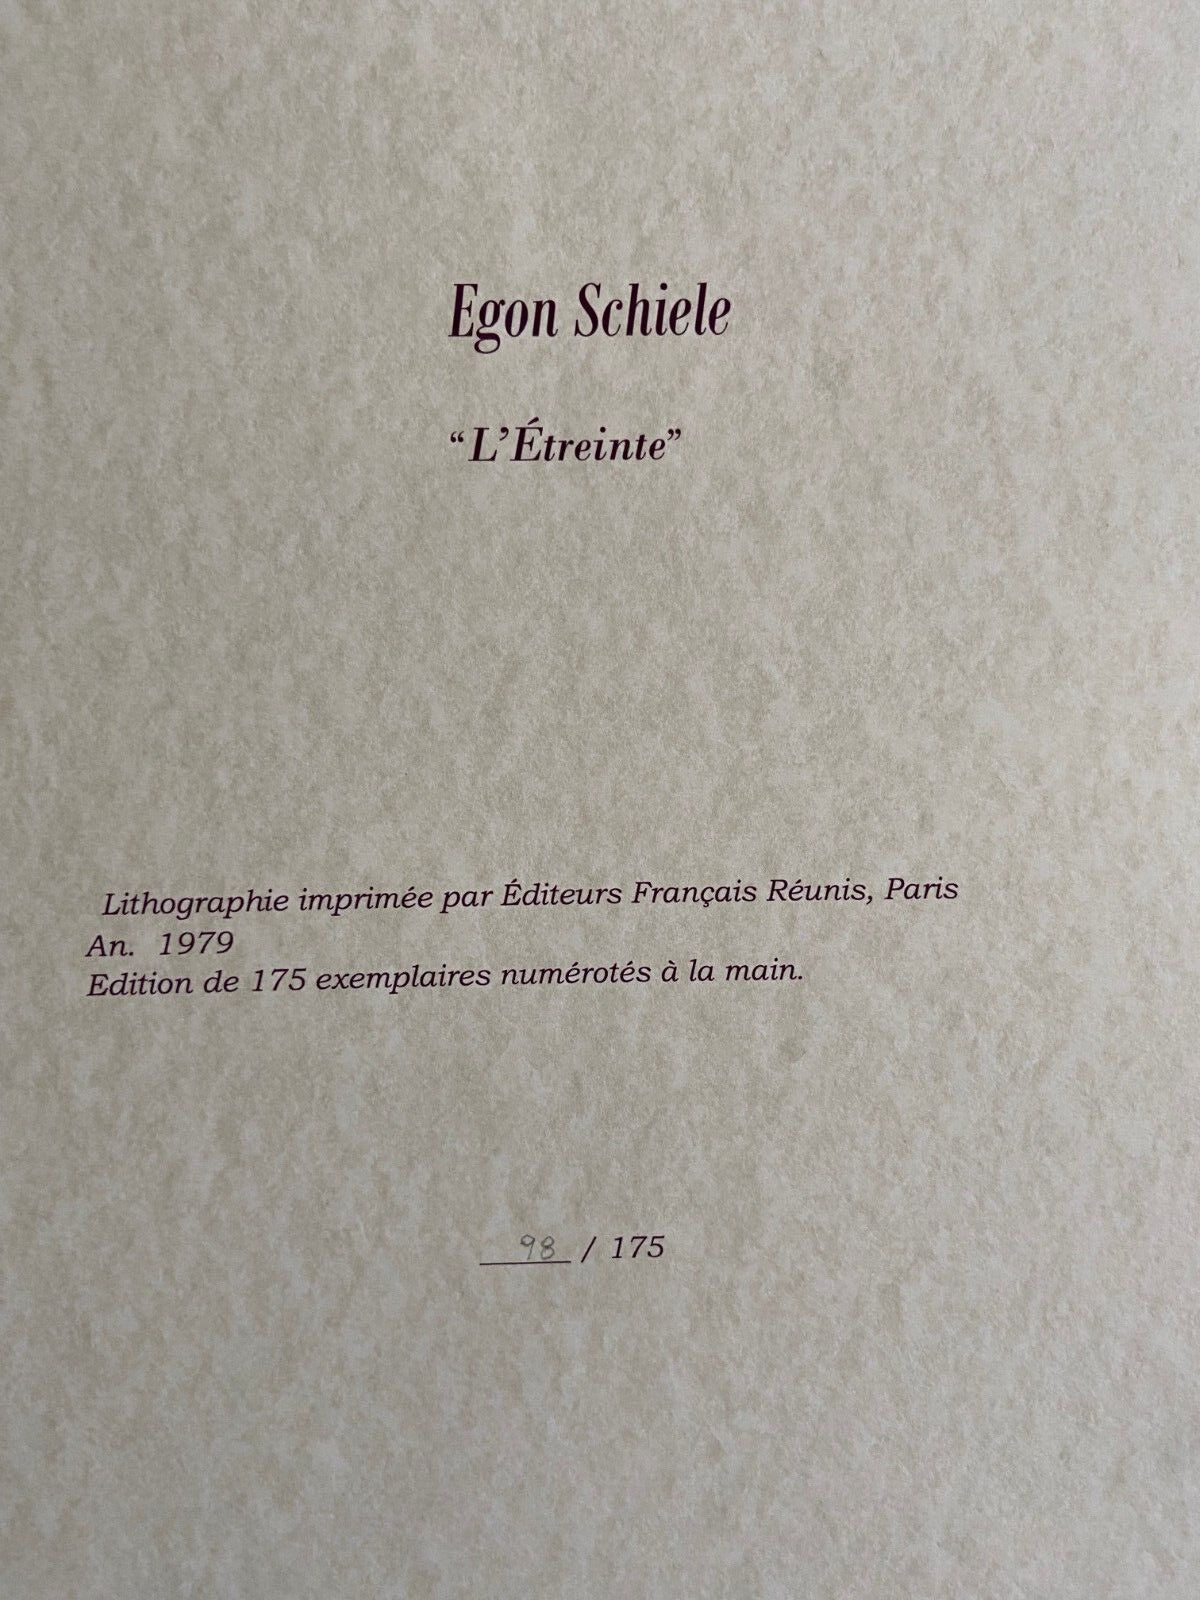 Egon Schiele
“L’Étreinte”
Lithographie imprimée par Éditeurs Français Réunis, Paris
An. 1979
Edition de 175 exemplaires numérotés à la main.
98 / 175